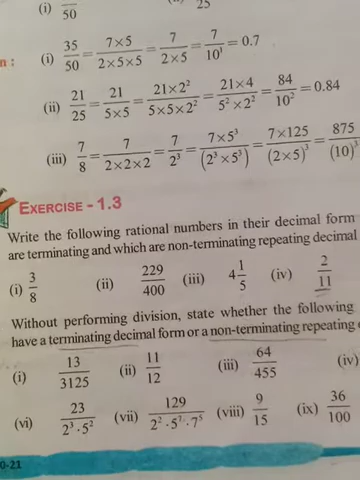 (i) 50 25
n : (i) 35/50 = 7 × 5/2 × 5 × 5 = 7/2 × 5 = 7/10¹ = 0.7
(ii) 21/25 = 21/5 × 5 = 21 × 2²/5 × 5 × 2² = 21 × 4/5² × 2² = 84/10² = 0.84
(iii) 7/8 = 7/2 × 2 × 2 = 7/2³ = 7 × 5³/(2³ × 5³) = 7 × 125/(2 × 5)³ = 875/(10)³
EXERCISE - 1.3
Write the following rational numbers in their decimal form
are terminating and which are non-terminating repeating decimal
(i) 3/8 (ii) 229/400 (iii) 4 1/5 (iv) 2/11
Without performing division, state whether the following
have a terminating decimal form or a non-terminating repeating
(i) 13/3125 (ii) 11/12 (iii) 64/455 (iv)
(vi) 23/2³·5² (vii) 129/2²·5⁷·7⁵ (viii) 9/15 (ix) 36/100
0-21